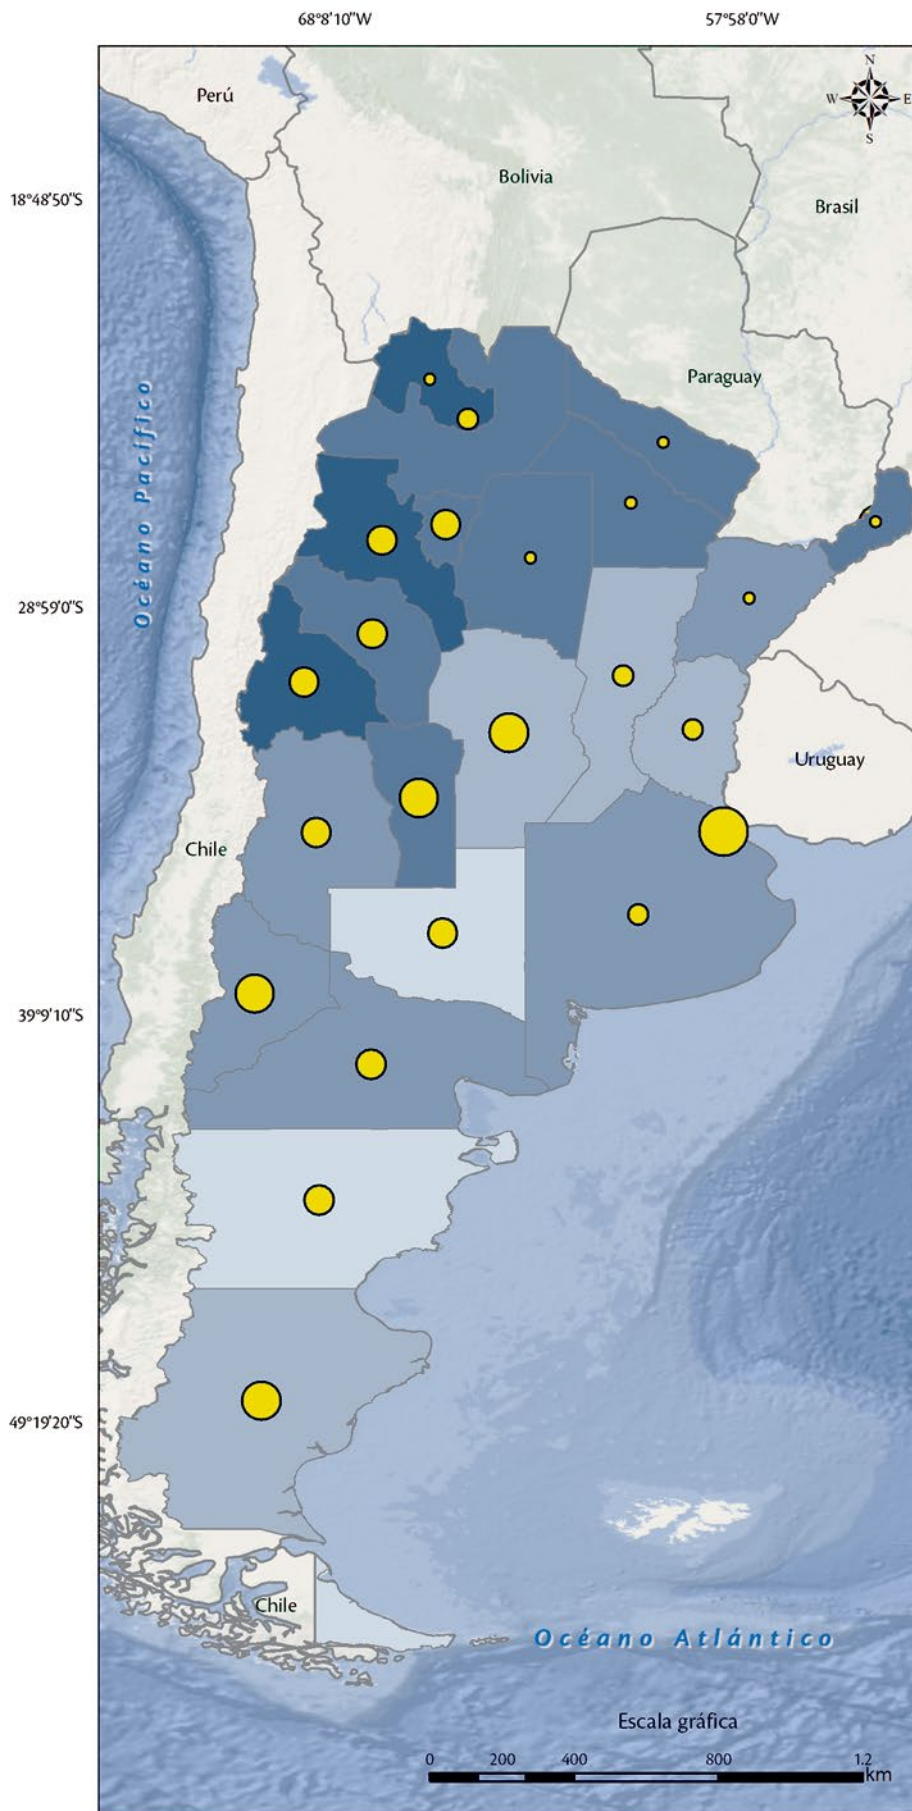 68°8'10"W
57°58'0"W
N
W
E
S
Perú
Bolivia
Brasil
18°48'50"S
Paraguay
Océano Pacífico
28°59'0"S
Uruguay
Chile
39°9'10"S
49°19'20"S
Chile
Océano Atlántico
Escala gráfica
0 200 400 800 1.2
km